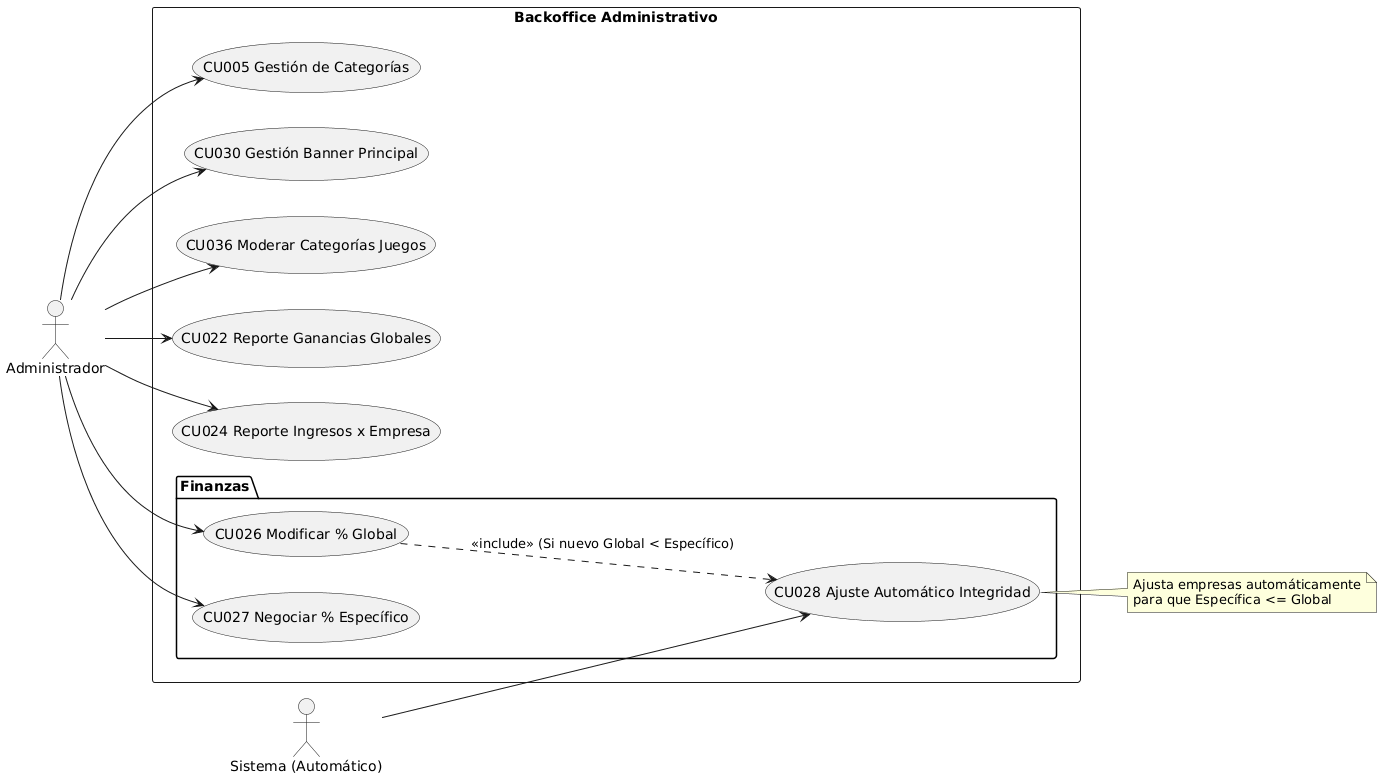 Backoffice Administrativo
CU005 Gestión de Categorías
CU030 Gestión Banner Principal
CU036 Moderar Categorías Juegos
CU022 Reporte Ganancias Globales
Administrador
CU024 Reporte Ingresos x Empresa
Finanzas
CU026 Modificar % Global
«include» (Si nuevo Global < Específico)
CU028 Ajuste Automático Integridad
Ajusta empresas automáticamente
para que Específica <= Global
CU027 Negociar % Específico
Sistema (Automático)